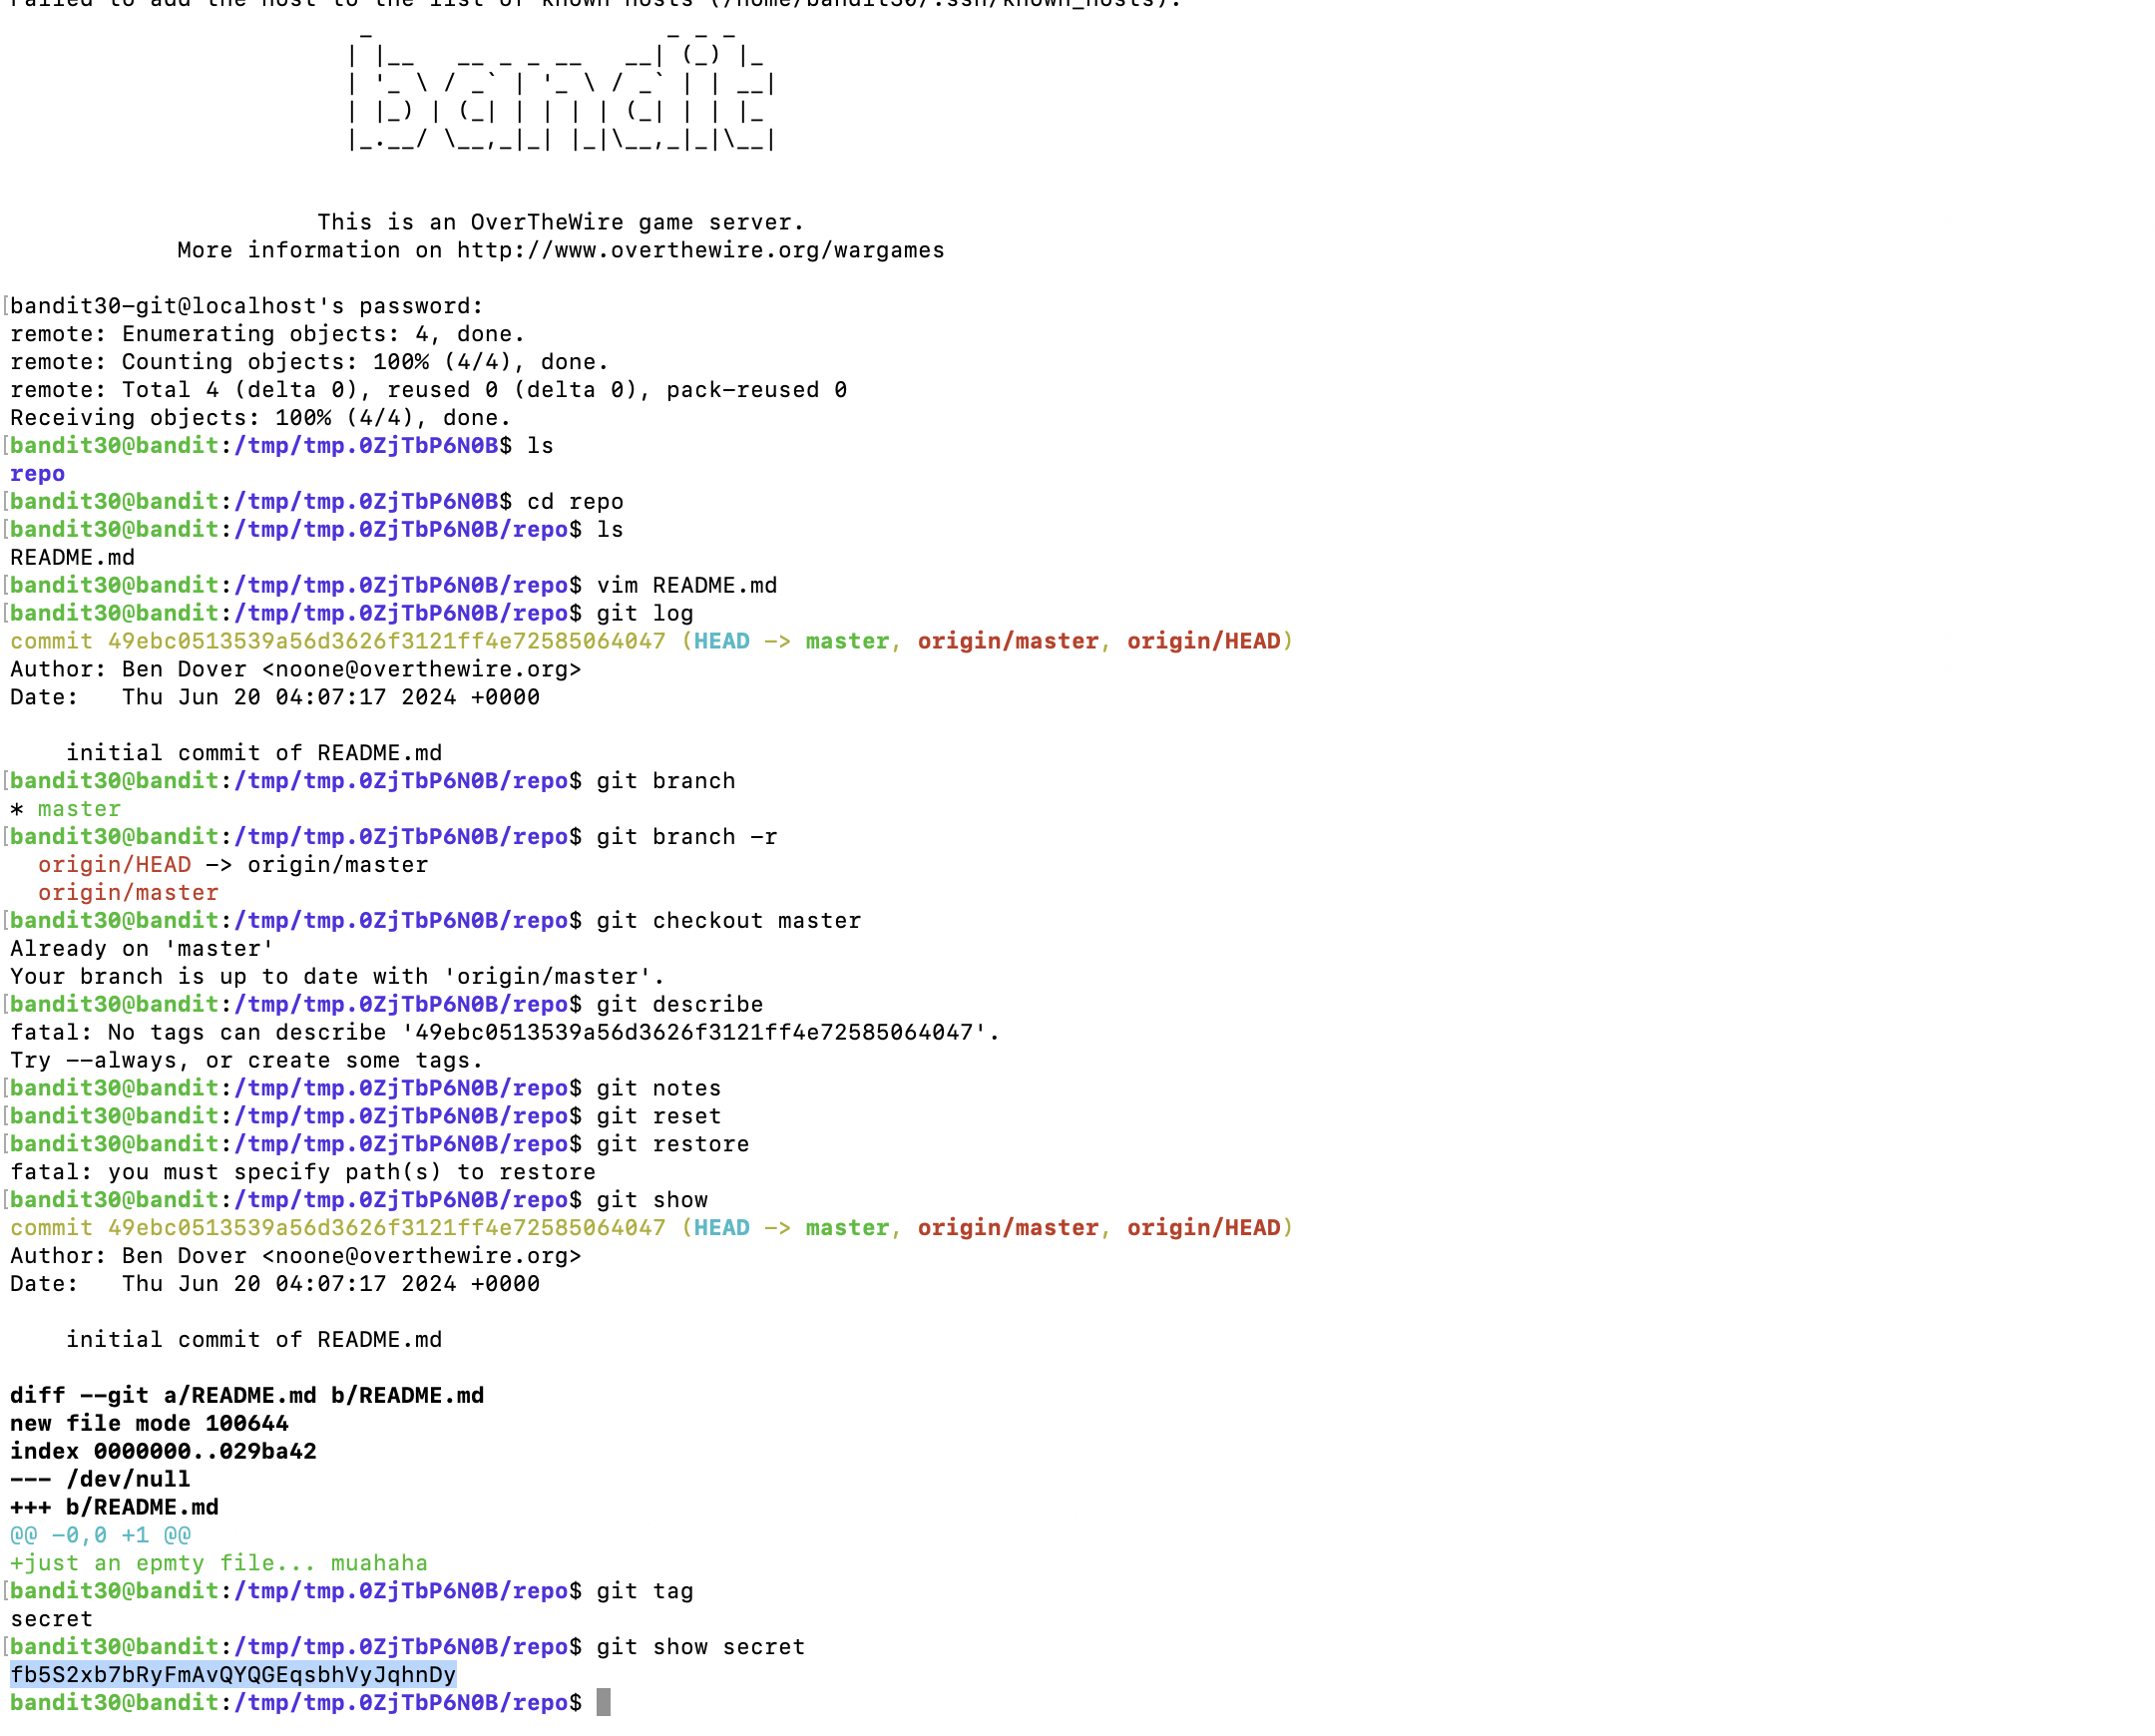 Failed to add the host to the list of known hosts (/home/bandit30/.ssh/known_hosts).
                         _                     _ _ _
                        | |__   __ _ _ __   __| (_) |_
                        | '_ \ / _` | '_ \ / _` | | __|
                        | |_) | (_| | | | | (_| | | |_
                        |_.__/ \__,_|_| |_|\__,_|_|\__|
                      This is an OverTheWire game server.
            More information on http://www.overthewire.org/wargames
bandit30-git@localhost's password:
remote: Enumerating objects: 4, done.
remote: Counting objects: 100% (4/4), done.
remote: Total 4 (delta 0), reused 0 (delta 0), pack-reused 0
Receiving objects: 100% (4/4), done.
bandit30@bandit:/tmp/tmp.0ZjTbP6N0B$ ls
repo
bandit30@bandit:/tmp/tmp.0ZjTbP6N0B$ cd repo
bandit30@bandit:/tmp/tmp.0ZjTbP6N0B/repo$ ls
README.md
bandit30@bandit:/tmp/tmp.0ZjTbP6N0B/repo$ vim README.md
bandit30@bandit:/tmp/tmp.0ZjTbP6N0B/repo$ git log
commit 49ebc0513539a56d3626f3121ff4e72585064047 (HEAD -> master, origin/master, origin/HEAD)
Author: Ben Dover <noone@overthewire.org>
Date:   Thu Jun 20 04:07:17 2024 +0000
    initial commit of README.md
bandit30@bandit:/tmp/tmp.0ZjTbP6N0B/repo$ git branch
* master
bandit30@bandit:/tmp/tmp.0ZjTbP6N0B/repo$ git branch -r
  origin/HEAD -> origin/master
  origin/master
bandit30@bandit:/tmp/tmp.0ZjTbP6N0B/repo$ git checkout master
Already on 'master'
Your branch is up to date with 'origin/master'.
bandit30@bandit:/tmp/tmp.0ZjTbP6N0B/repo$ git describe
fatal: No tags can describe '49ebc0513539a56d3626f3121ff4e72585064047'.
Try --always, or create some tags.
bandit30@bandit:/tmp/tmp.0ZjTbP6N0B/repo$ git notes
bandit30@bandit:/tmp/tmp.0ZjTbP6N0B/repo$ git reset
bandit30@bandit:/tmp/tmp.0ZjTbP6N0B/repo$ git restore
fatal: you must specify path(s) to restore
bandit30@bandit:/tmp/tmp.0ZjTbP6N0B/repo$ git show
commit 49ebc0513539a56d3626f3121ff4e72585064047 (HEAD -> master, origin/master, origin/HEAD)
Author: Ben Dover <noone@overthewire.org>
Date:   Thu Jun 20 04:07:17 2024 +0000
    initial commit of README.md
diff --git a/README.md b/README.md
new file mode 100644
index 0000000..029ba42
--- /dev/null
+++ b/README.md
@@ -0,0 +1 @@
+just an epmty file... muahaha
bandit30@bandit:/tmp/tmp.0ZjTbP6N0B/repo$ git tag
secret
bandit30@bandit:/tmp/tmp.0ZjTbP6N0B/repo$ git show secret
fb5S2xb7bRyFmAvQYQGEqsbhVyJqhnDy
bandit30@bandit:/tmp/tmp.0ZjTbP6N0B/repo$